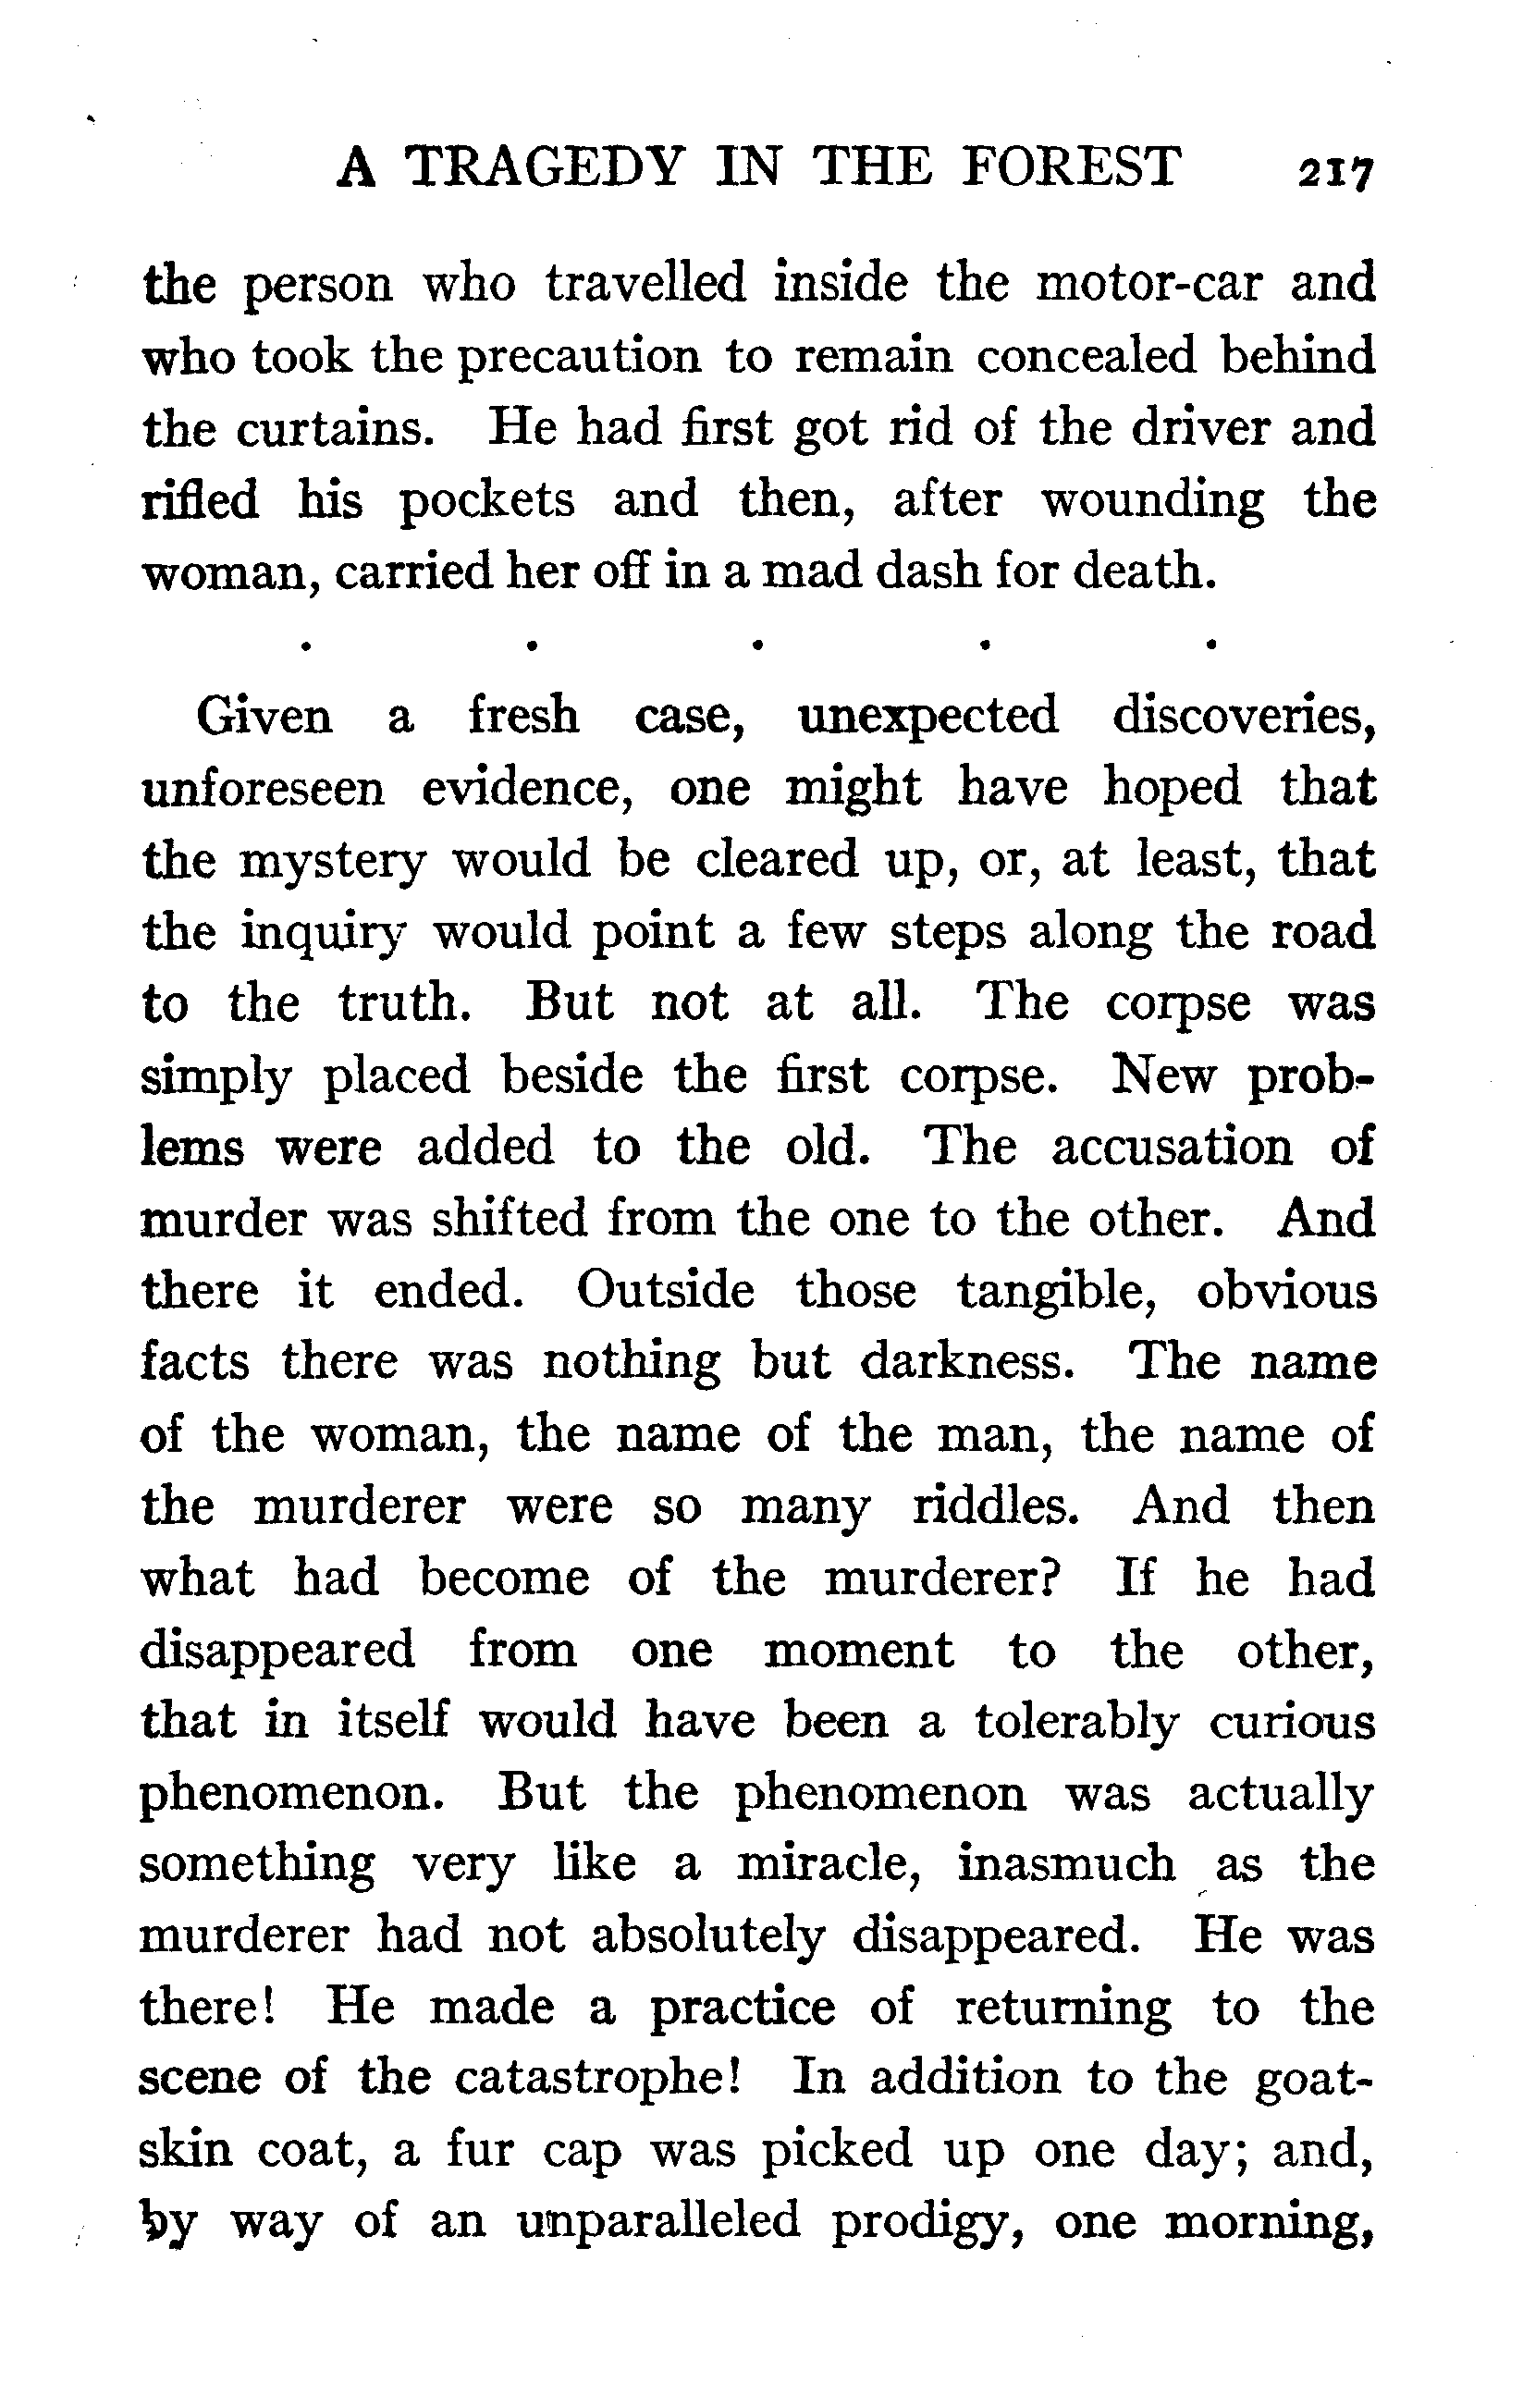 A TRAGEDY IN THE FOREST 217
the person who travelled inside the motor-car and
who took the precaution to remain concealed behind
the curtains. He had first got rid of the driver and
rifled his pockets and then, after wounding the
woman, carried her off in a mad dash for death.
. . . . .
Given a fresh case, unexpected discoveries,
unforeseen evidence, one might have hoped that
the mystery would be cleared up, or, at least, that
the inquiry would point a few steps along the road
to the truth. But not at all. The corpse was
simply placed beside the first corpse. New prob-
lems were added to the old. The accusation of
murder was shifted from the one to the other. And
there it ended. Outside those tangible, obvious
facts there was nothing but darkness. The name
of the woman, the name of the man, the name of
the murderer were so many riddles. And then
what had become of the murderer? If he had
disappeared from one moment to the other,
that in itself would have been a tolerably curious
phenomenon. But the phenomenon was actually
something very like a miracle, inasmuch as the
murderer had not absolutely disappeared. He was
there! He made a practice of returning to the
scene of the catastrophe! In addition to the goat-
skin coat, a fur cap was picked up one day; and,
by way of an unparalleled prodigy, one morning,